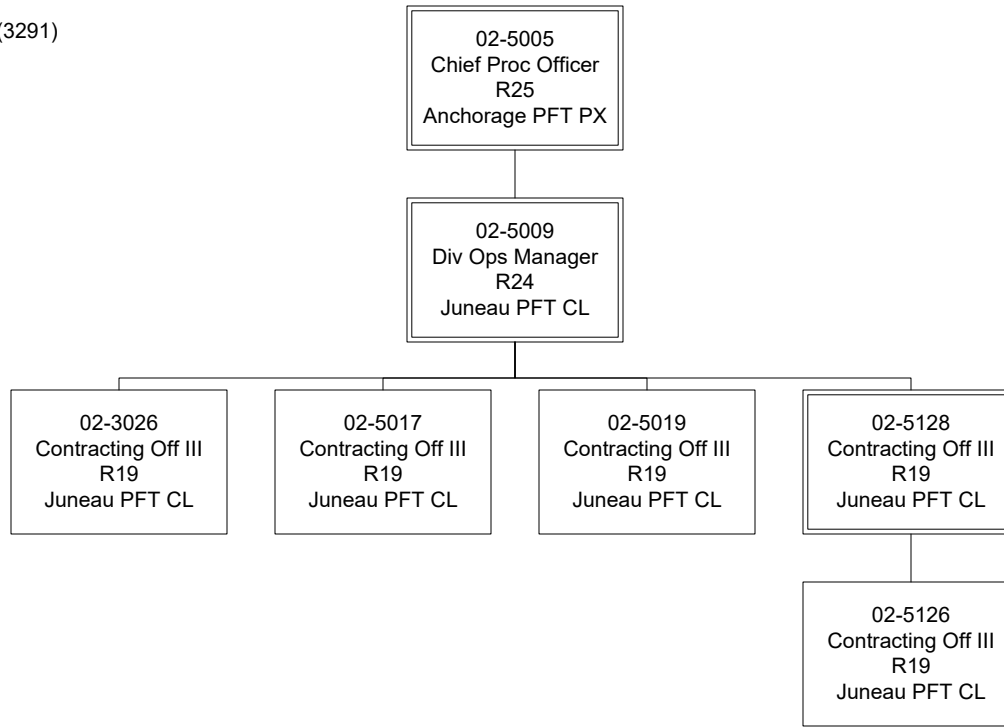 (3291)
02-5005
Chief Proc Officer
R25
Anchorage PFT PX
02-5009
Div Ops Manager
R24
Juneau PFT CL
02-3026
Contracting Off III
R19
Juneau PFT CL
02-5017
Contracting Off III
R19
Juneau PFT CL
02-5019
Contracting Off III
R19
Juneau PFT CL
02-5128
Contracting Off III
R19
Juneau PFT CL
02-5126
Contracting Off III
R19
Juneau PFT CL